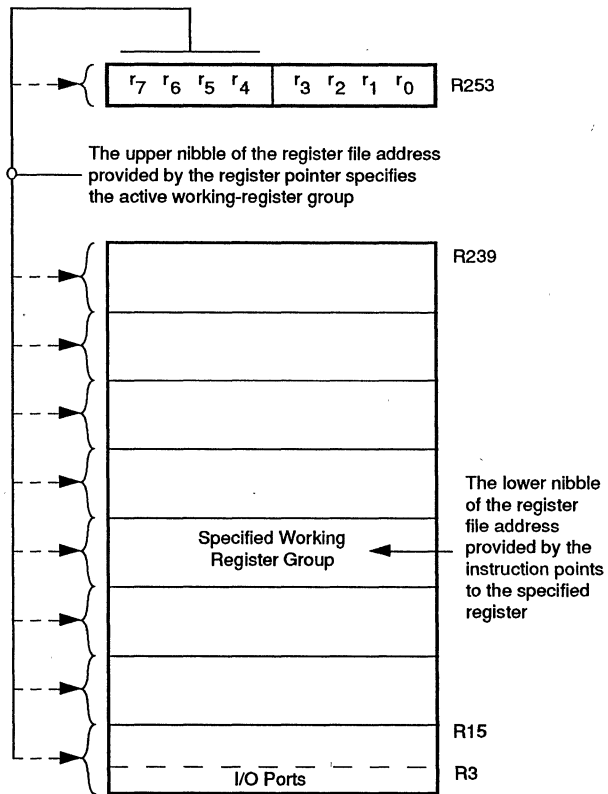 r7 r6 r5 r4 r3 r2 r1 r0
R253
The upper nibble of the register file address
provided by the register pointer specifies
the active working-register group
R239
The lower nibble
of the register
file address
provided by the
instruction points
to the specified
register
Specified Working
Register Group
R15
R3
I/O Ports